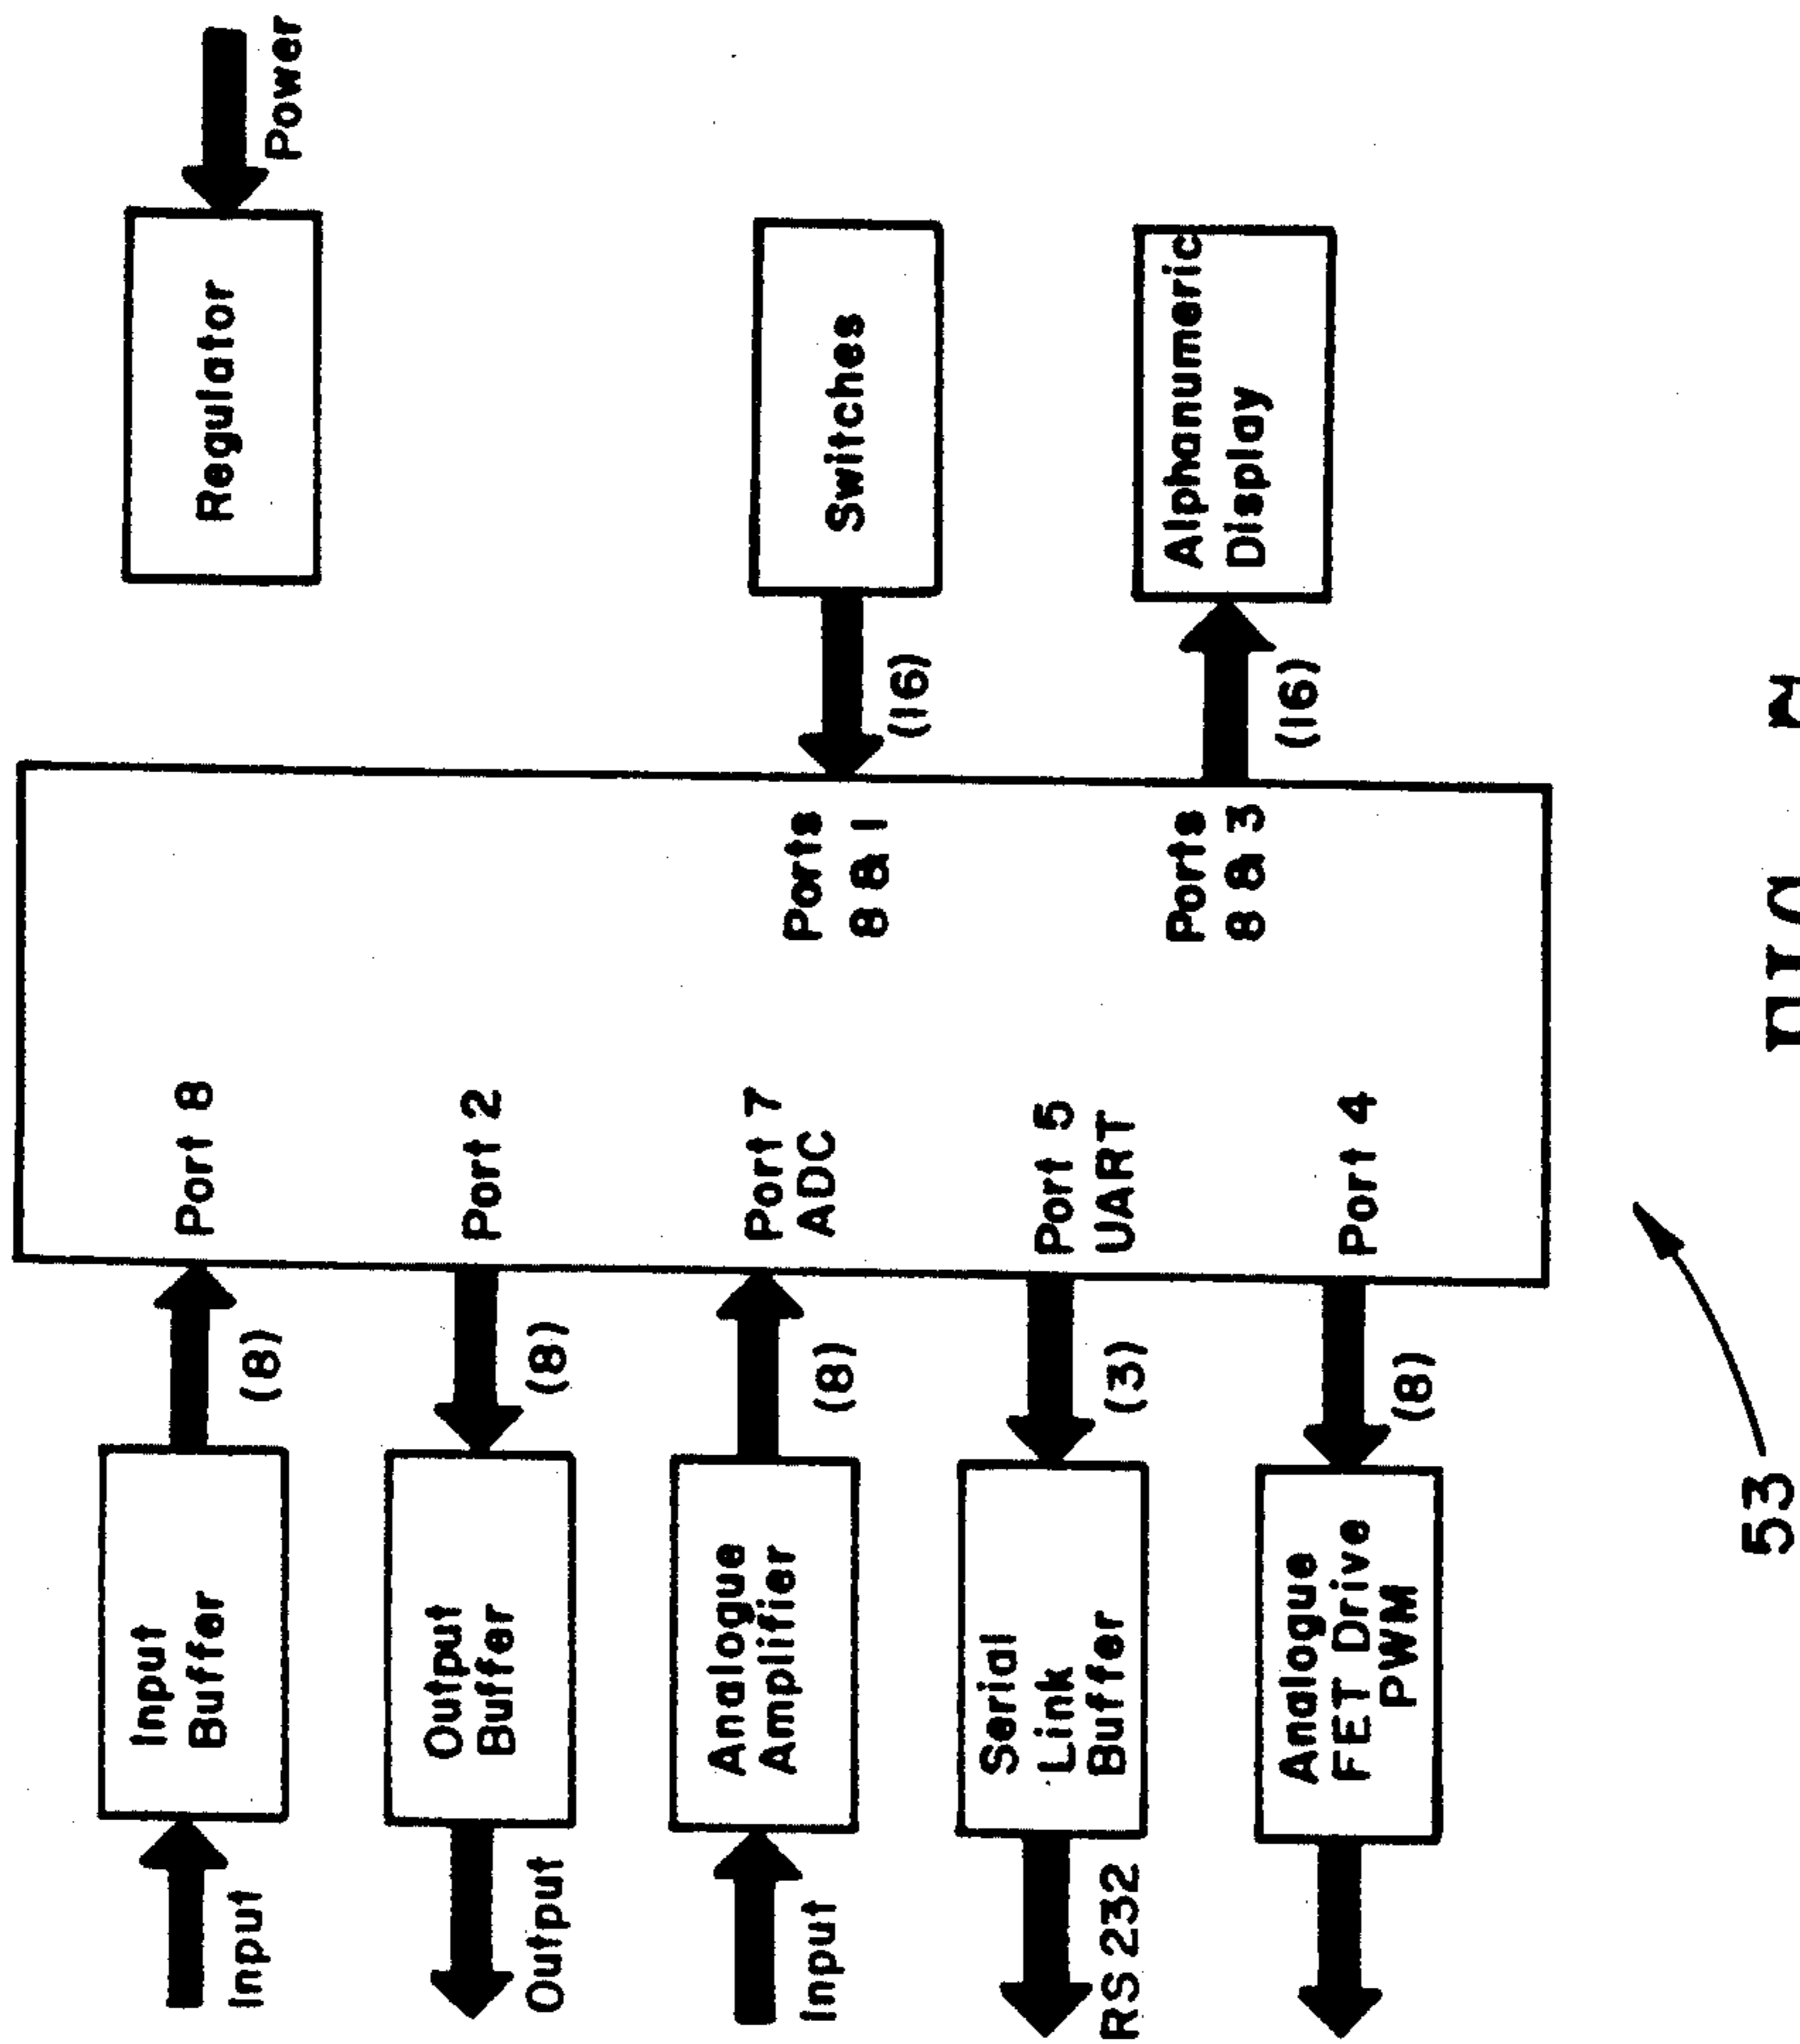 Input
Input
Buffer
(8)
Port 8
Regulator
Power
Output
Output
Buffer
(8)
Port 2
Input
Analogue
Amplifier
(8)
Port 7
ADC
Ports
8 & 1
(16)
Switches
RS 232
Serial
Link
Buffer
(3)
Port 5
UART
Ports
8 & 3
(16)
Alphanumeric
Display
Analogue
FET Drive
PWM
(8)
Port 4
53